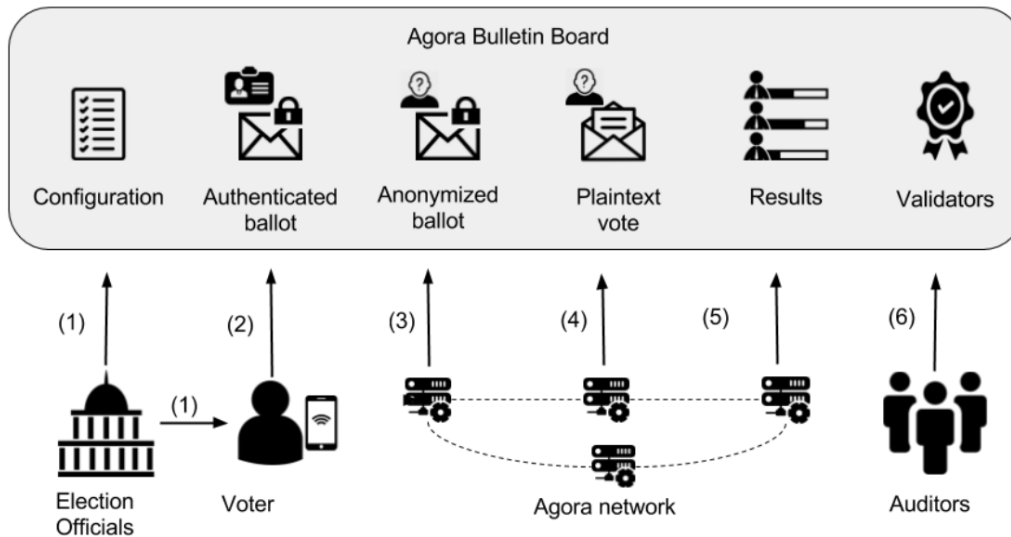 Agora Bulletin Board
Configuration
Authenticated
ballot
Anonymized
ballot
Plaintext
vote
Results
Validators
(1)
(2)
(3)
(4)
(5)
(6)
(1)
Election
Officials
Voter
Agora network
Auditors